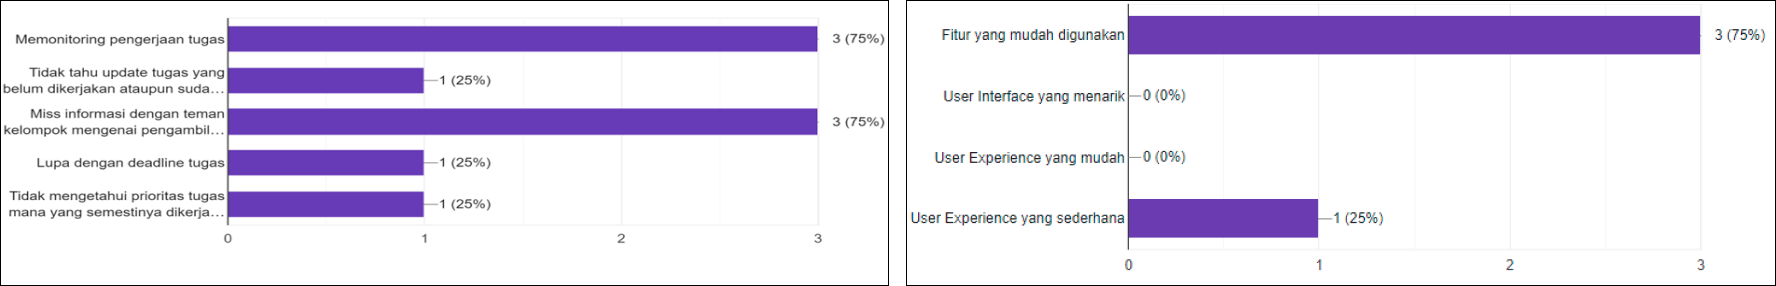 Memonitoring pengerjaan tugas
3 (75%)
Tidak tahu update tugas yang
belum dikerjakan ataupun suda…
1 (25%)
Miss informasi dengan teman
kelompok mengenai pengambil…
3 (75%)
Lupa dengan deadline tugas
1 (25%)
Tidak mengetahui prioritas tugas
mana yang semestinya dikerja…
1 (25%)
0 1 2 3
Fitur yang mudah digunakan
3 (75%)
User Interface yang menarik
0 (0%)
User Experience yang mudah
0 (0%)
User Experience yang sederhana
1 (25%)
0 1 2 3